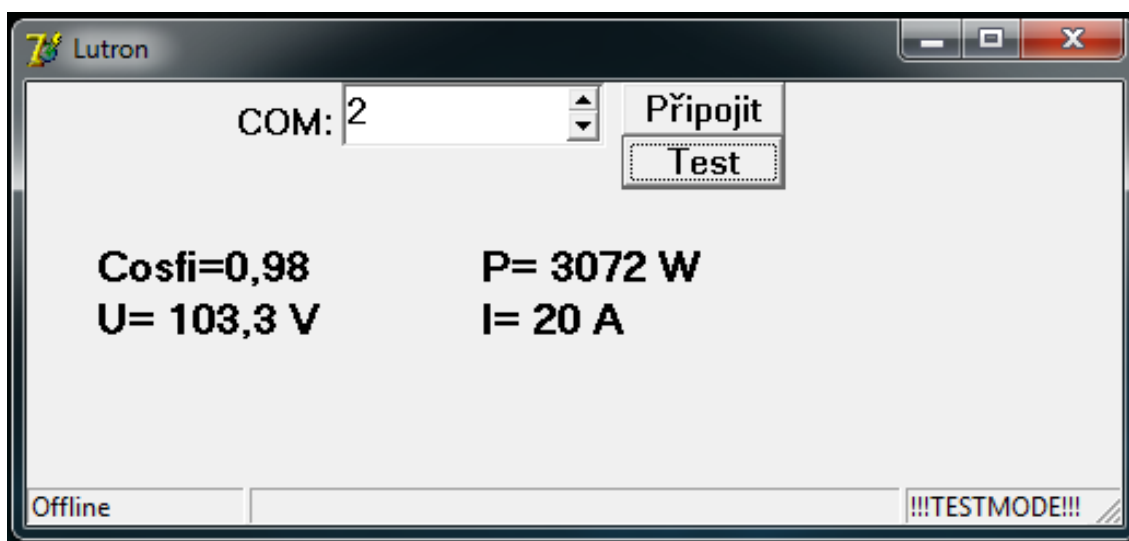 Lutron
COM: 2
Připojit
Test
Cosfi=0,98 P= 3072 W
U= 103,3 V I= 20 A
Offline !!!TESTMODE!!!